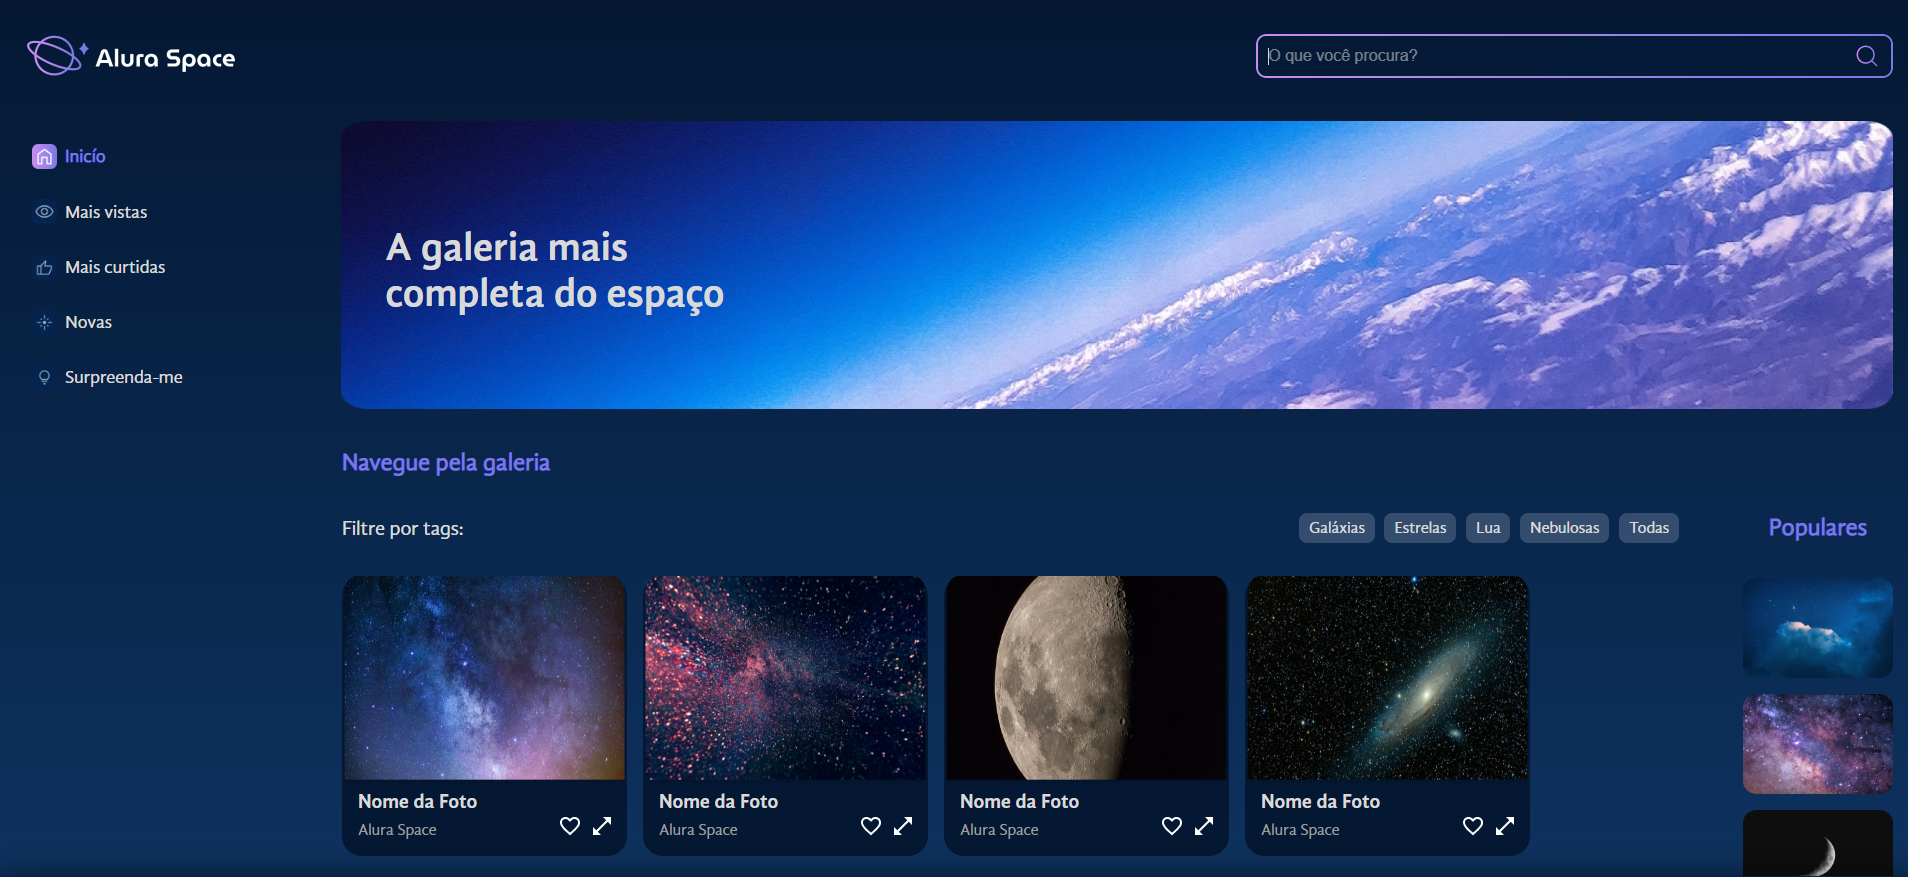 Alura Space
O que você procura?
Inicío
Mais vistas
Mais curtidas
Novas
Surpreenda-me
A galeria mais
completa do espaço
Navegue pela galeria
Filtre por tags:
Galáxias
Estrelas
Lua
Nebulosas
Todas
Populares
Nome da Foto
Alura Space
Nome da Foto
Alura Space
Nome da Foto
Alura Space
Nome da Foto
Alura Space